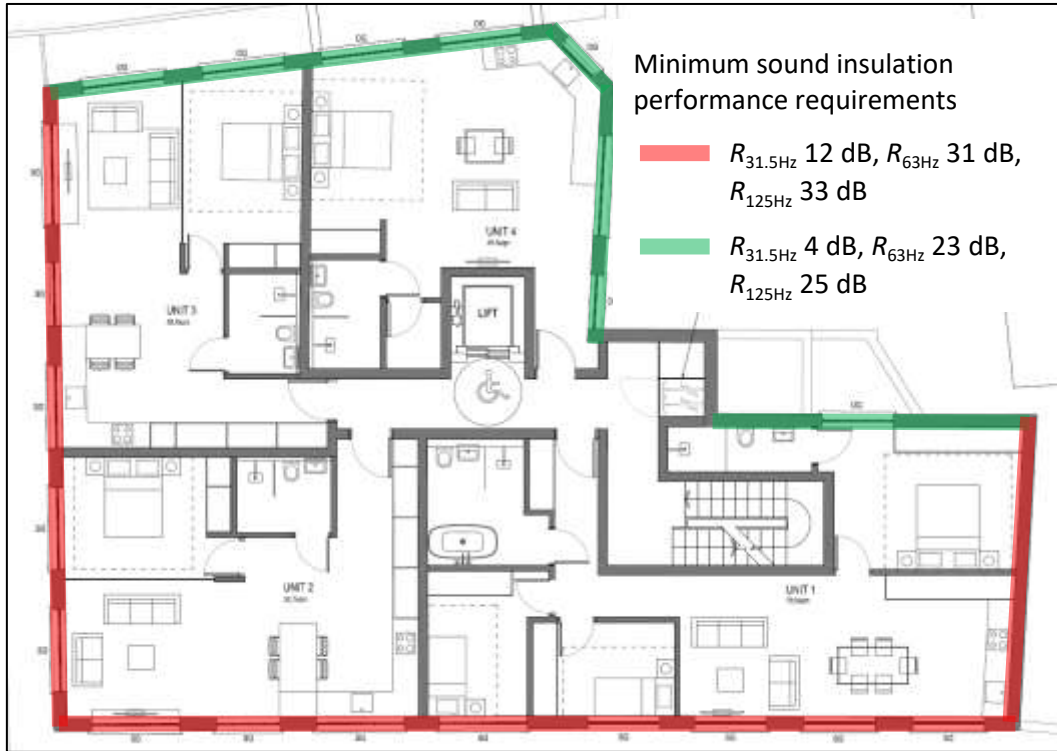 Minimum sound insulation
performance requirements
R31.5Hz 12 dB, R63Hz 31 dB,
R125Hz 33 dB
R31.5Hz 4 dB, R63Hz 23 dB,
R125Hz 25 dB
UNIT 4
UNIT 3
LIFT
UNIT 2
UNIT 1